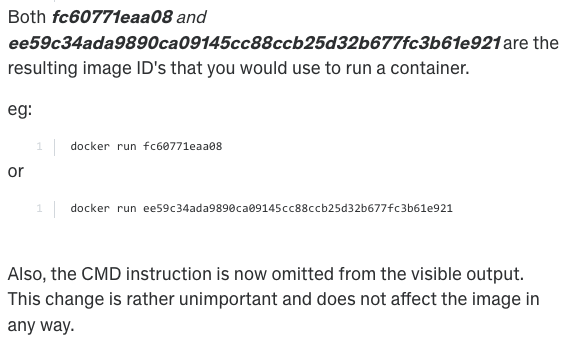 Both fc60771eaa08 and
ee59c34ada9890ca09145cc88ccb25d32b677fc3b61e921 are the
resulting image ID's that you would use to run a container.
eg:
1 docker run fc60771eaa08
or
1 docker run ee59c34ada9890ca09145cc88ccb25d32b677fc3b61e921
Also, the CMD instruction is now omitted from the visible output.
This change is rather unimportant and does not affect the image in
any way.